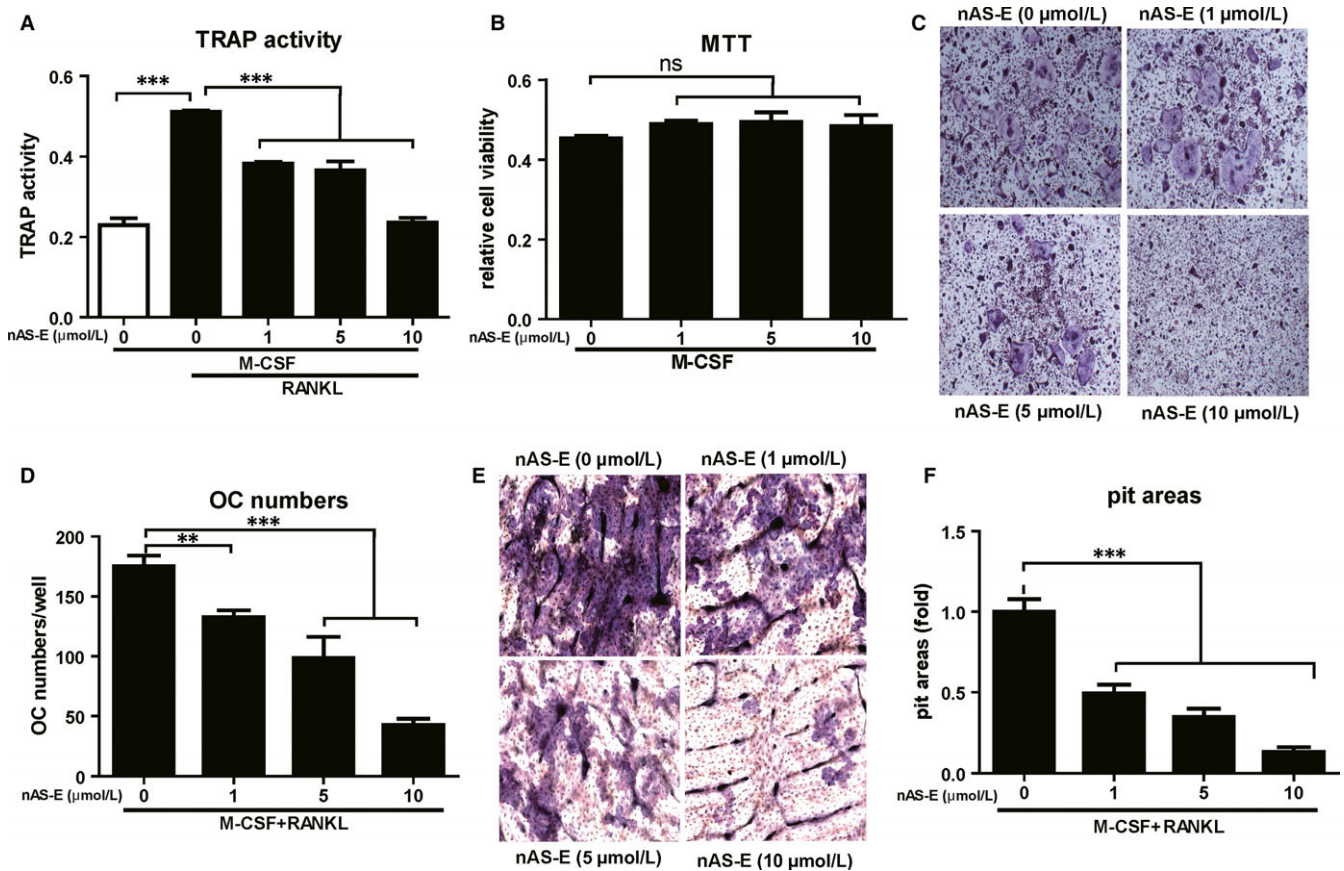 A
TRAP activity
***
***
TRAP activity
0.6
0.4
0.2
0.0
nAS-E (μmol/L)
0 0 1 5 10
M-CSF
RANKL
B
MTT
ns
relative cell viability
0.6
0.4
0.2
0.0
nAS-E (μmol/L)
0 1 5 10
M-CSF
C
nAS-E (0 μmol/L) nAS-E (1 μmol/L)
nAS-E (5 μmol/L) nAS-E (10 μmol/L)
D
OC numbers
***
**
OC numbers/well
200
150
100
50
0
nAS-E (μmol/L)
0 1 5 10
M-CSF+RANKL
E
nAS-E (0 μmol/L) nAS-E (1 μmol/L)
nAS-E (5 μmol/L) nAS-E (10 μmol/L)
F
pit areas
***
pit areas (fold)
1.5
1.0
0.5
0.0
nAS-E (μmol/L)
0 1 5 10
M-CSF+RANKL